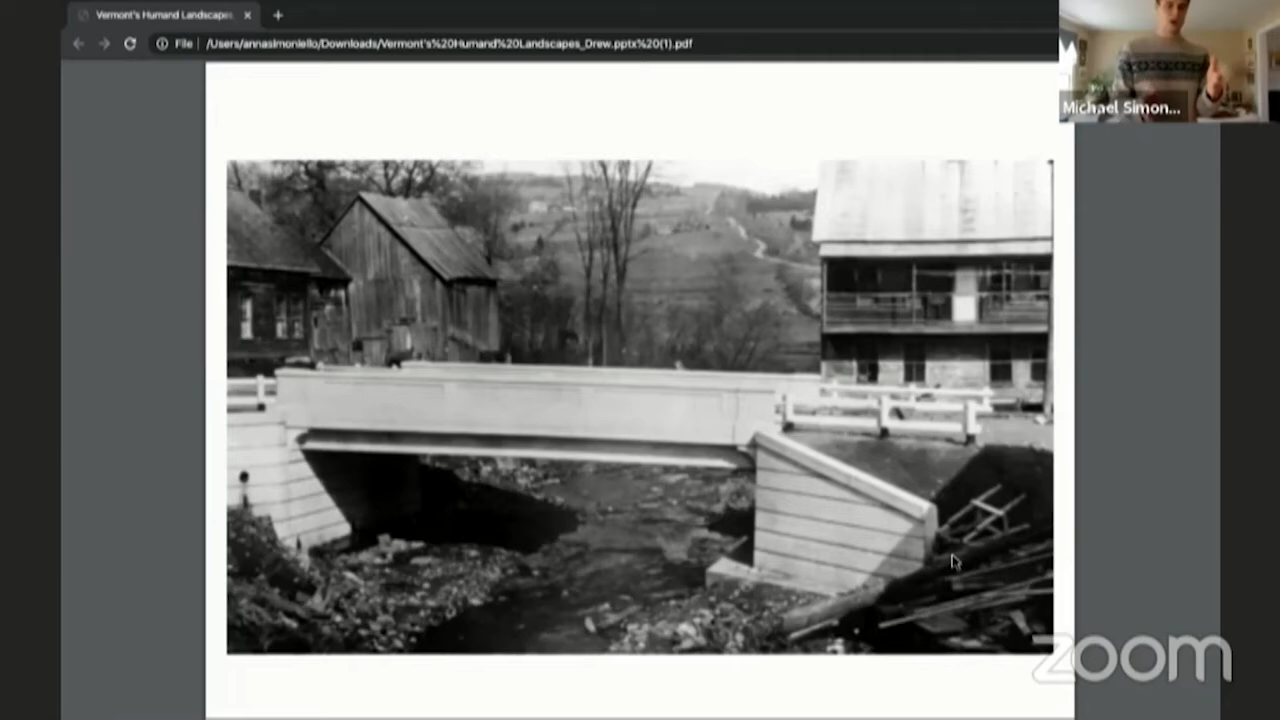 Vermont's Humand Landscapes
File | /Users/annasimoniello/Downloads/Vermont's%20Humand%20Landscapes_Drew.pptx%20(1).pdf
Michael Simon...
zoom